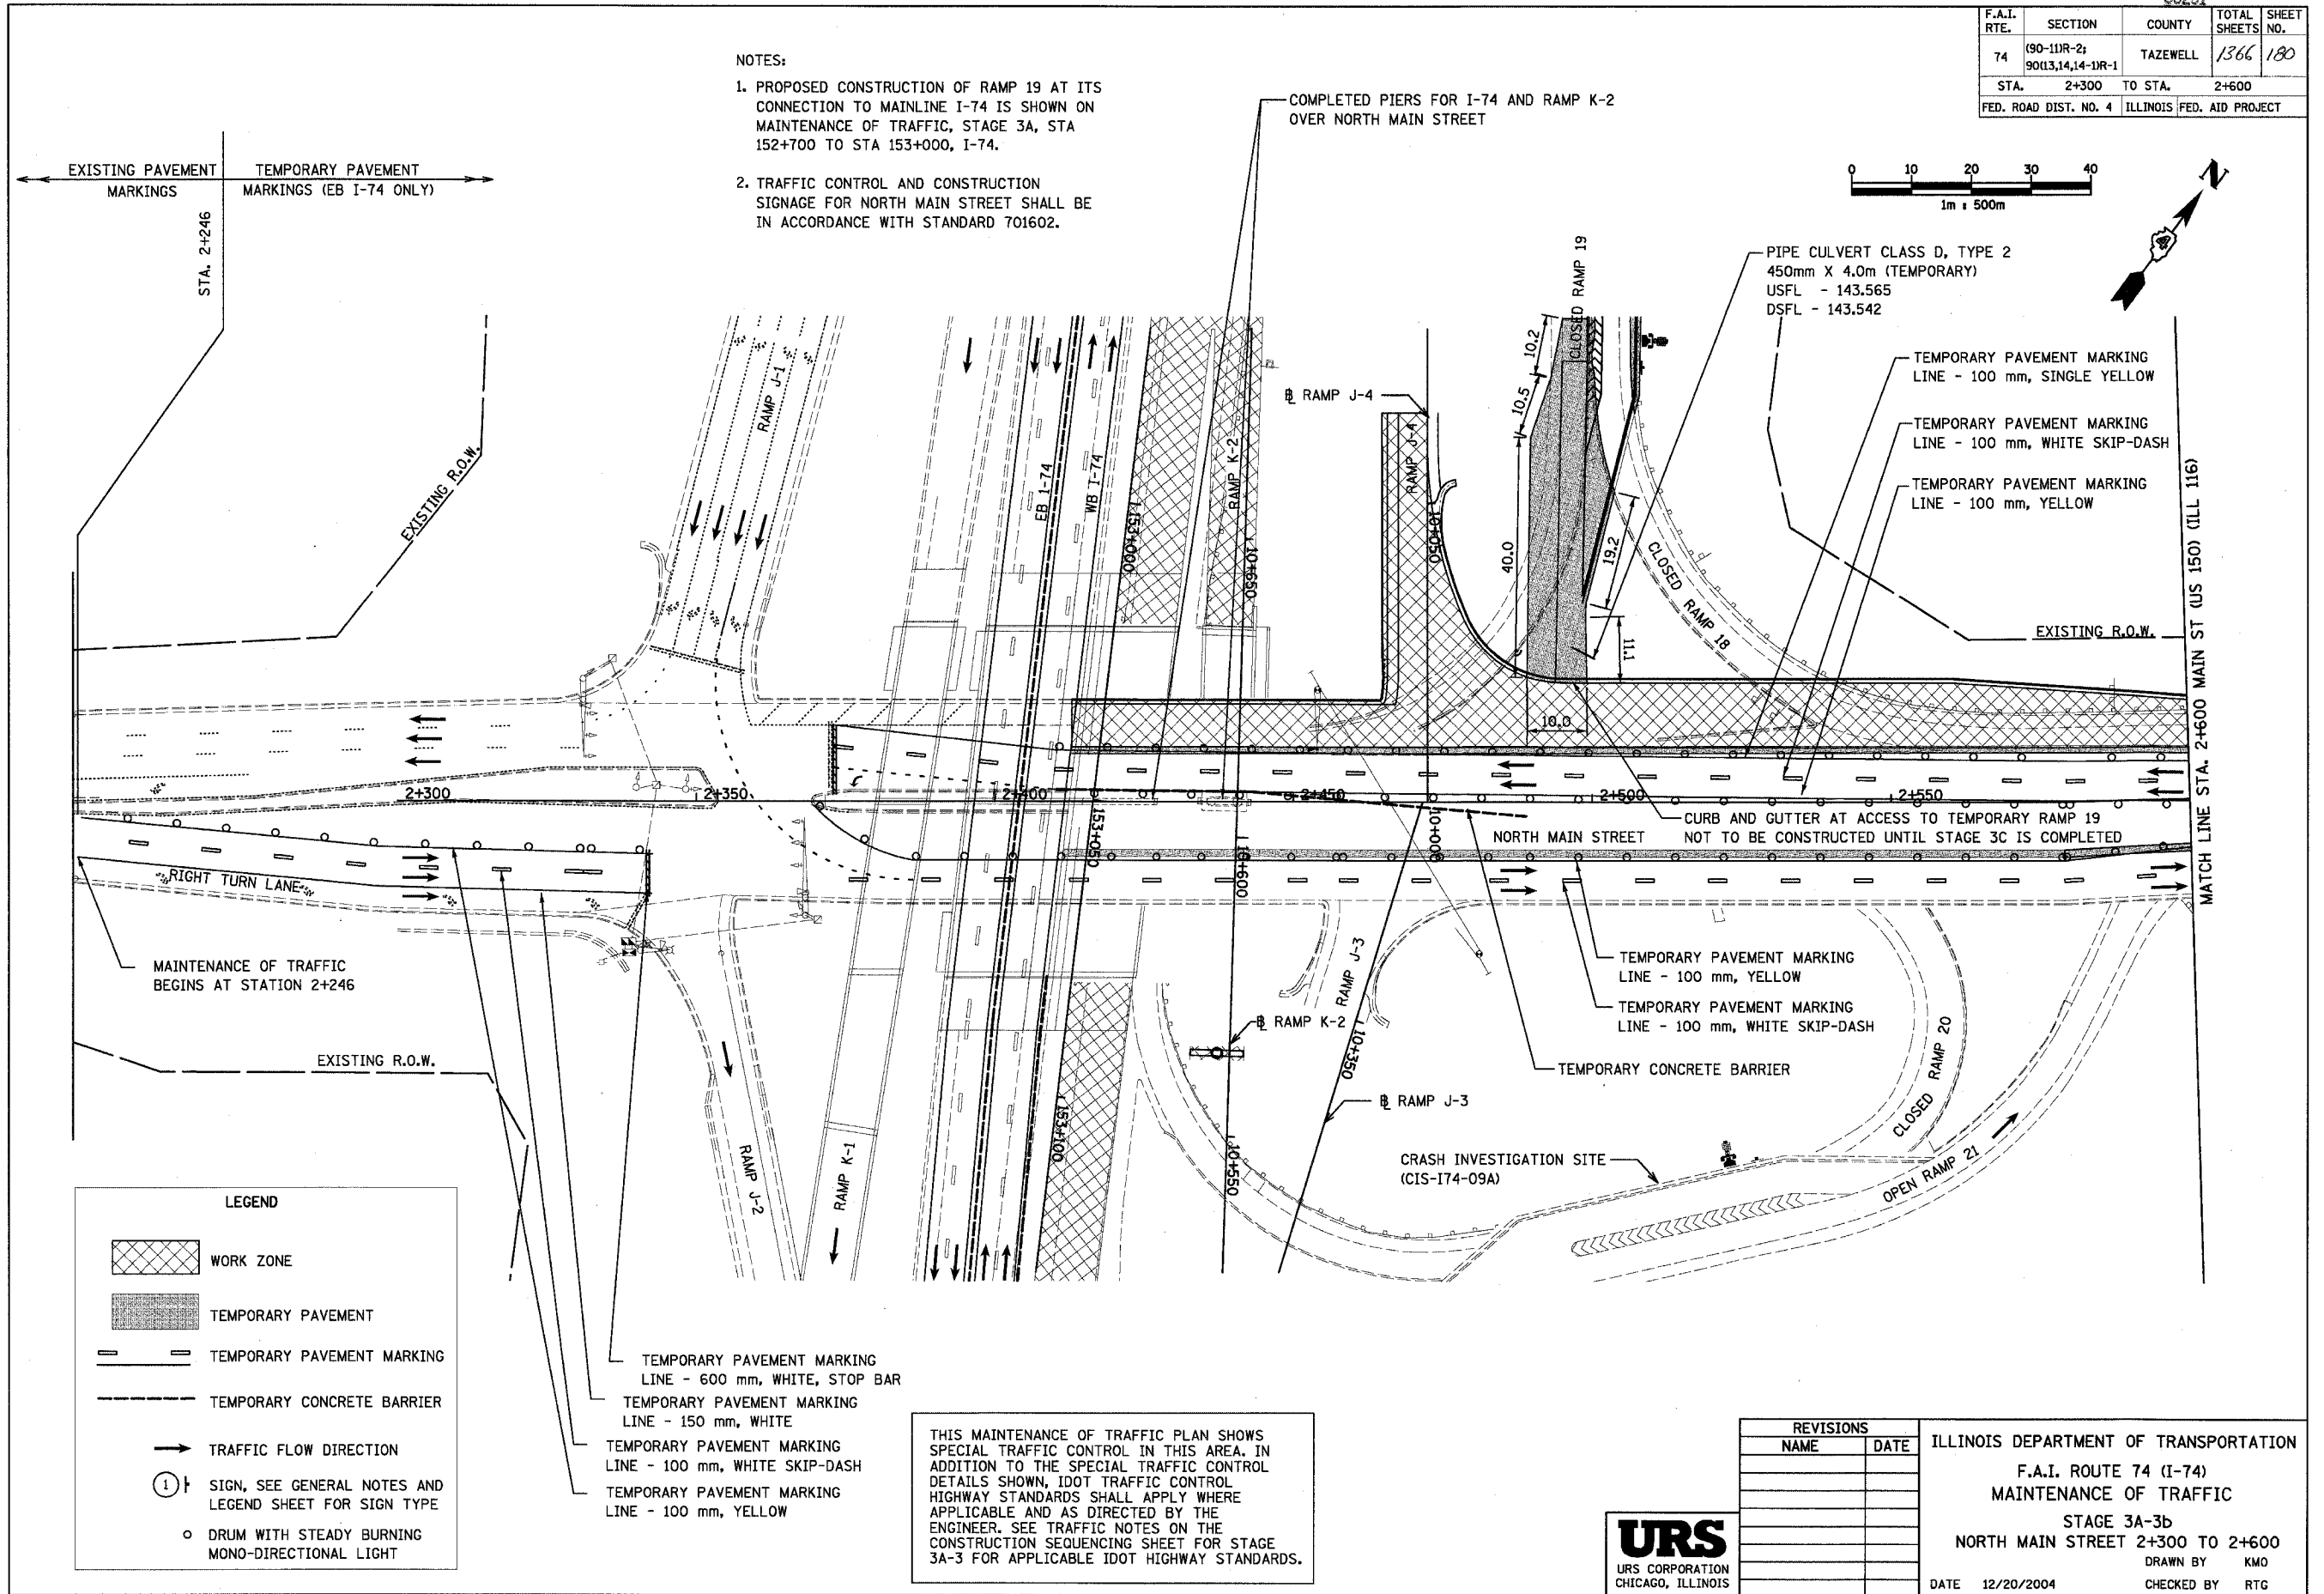 F.A.I. RTE.
SECTION
COUNTY
TOTAL SHEETS
SHEET NO.
74
(90-11)R-2;
90(13,14,14-1)R-1
TAZEWELL
1366
180
STA. 2+300 TO STA. 2+600
FED. ROAD DIST. NO. 4
ILLINOIS
FED. AID PROJECT
NOTES:
1. PROPOSED CONSTRUCTION OF RAMP 19 AT ITS
CONNECTION TO MAINLINE I-74 IS SHOWN ON
MAINTENANCE OF TRAFFIC, STAGE 3A, STA
152+700 TO STA 153+000, I-74.
2. TRAFFIC CONTROL AND CONSTRUCTION
SIGNAGE FOR NORTH MAIN STREET SHALL BE
IN ACCORDANCE WITH STANDARD 701602.
COMPLETED PIERS FOR I-74 AND RAMP K-2
OVER NORTH MAIN STREET
EXISTING PAVEMENT
MARKINGS
TEMPORARY PAVEMENT
MARKINGS (EB I-74 ONLY)
STA. 2+246
0 10 20 30 40
1m : 500m
N
4
PIPE CULVERT CLASS D, TYPE 2
450mm X 4.0m (TEMPORARY)
USFL - 143.565
DSFL - 143.542
TEMPORARY PAVEMENT MARKING
LINE - 100 mm, SINGLE YELLOW
TEMPORARY PAVEMENT MARKING
LINE - 100 mm, WHITE SKIP-DASH
TEMPORARY PAVEMENT MARKING
LINE - 100 mm, YELLOW
EXISTING R.O.W.
RAMP J-1
EB I-74
WB I-74
153+000
RAMP K-2
10+650
℄ RAMP J-4
RAMP J-4
10+050
CLOSED RAMP 19
10.2
10.5
40.0
19.2
11.1
10.0
CLOSED RAMP 18
EXISTING R.O.W.
MATCH LINE STA. 2+600 MAIN ST (US 150) (ILL 116)
2+300
2+350
2+400
2+450
2+500
2+550
153+050
10+600
10+000
CURB AND GUTTER AT ACCESS TO TEMPORARY RAMP 19
NOT TO BE CONSTRUCTED UNTIL STAGE 3C IS COMPLETED
NORTH MAIN STREET
RIGHT TURN LANE
MAINTENANCE OF TRAFFIC
BEGINS AT STATION 2+246
EXISTING R.O.W.
TEMPORARY PAVEMENT MARKING
LINE - 100 mm, YELLOW
TEMPORARY PAVEMENT MARKING
LINE - 100 mm, WHITE SKIP-DASH
RAMP J-3
10+350
℄ RAMP K-2
TEMPORARY CONCRETE BARRIER
℄ RAMP J-3
153+100
10+550
RAMP J-2
RAMP K-1
CRASH INVESTIGATION SITE
(CIS-I74-09A)
CLOSED RAMP 20
OPEN RAMP 21
LEGEND
WORK ZONE
TEMPORARY PAVEMENT
TEMPORARY PAVEMENT MARKING
TEMPORARY CONCRETE BARRIER
TRAFFIC FLOW DIRECTION
1
SIGN, SEE GENERAL NOTES AND
LEGEND SHEET FOR SIGN TYPE
DRUM WITH STEADY BURNING
MONO-DIRECTIONAL LIGHT
TEMPORARY PAVEMENT MARKING
LINE - 600 mm, WHITE, STOP BAR
TEMPORARY PAVEMENT MARKING
LINE - 150 mm, WHITE
TEMPORARY PAVEMENT MARKING
LINE - 100 mm, WHITE SKIP-DASH
TEMPORARY PAVEMENT MARKING
LINE - 100 mm, YELLOW
THIS MAINTENANCE OF TRAFFIC PLAN SHOWS
SPECIAL TRAFFIC CONTROL IN THIS AREA. IN
ADDITION TO THE SPECIAL TRAFFIC CONTROL
DETAILS SHOWN, IDOT TRAFFIC CONTROL
HIGHWAY STANDARDS SHALL APPLY WHERE
APPLICABLE AND AS DIRECTED BY THE
ENGINEER. SEE TRAFFIC NOTES ON THE
CONSTRUCTION SEQUENCING SHEET FOR STAGE
3A-3 FOR APPLICABLE IDOT HIGHWAY STANDARDS.
URS
URS CORPORATION
CHICAGO, ILLINOIS
REVISIONS
NAME DATE
ILLINOIS DEPARTMENT OF TRANSPORTATION
F.A.I. ROUTE 74 (I-74)
MAINTENANCE OF TRAFFIC
STAGE 3A-3b
NORTH MAIN STREET 2+300 TO 2+600
DRAWN BY KMO
DATE 12/20/2004 CHECKED BY RTG